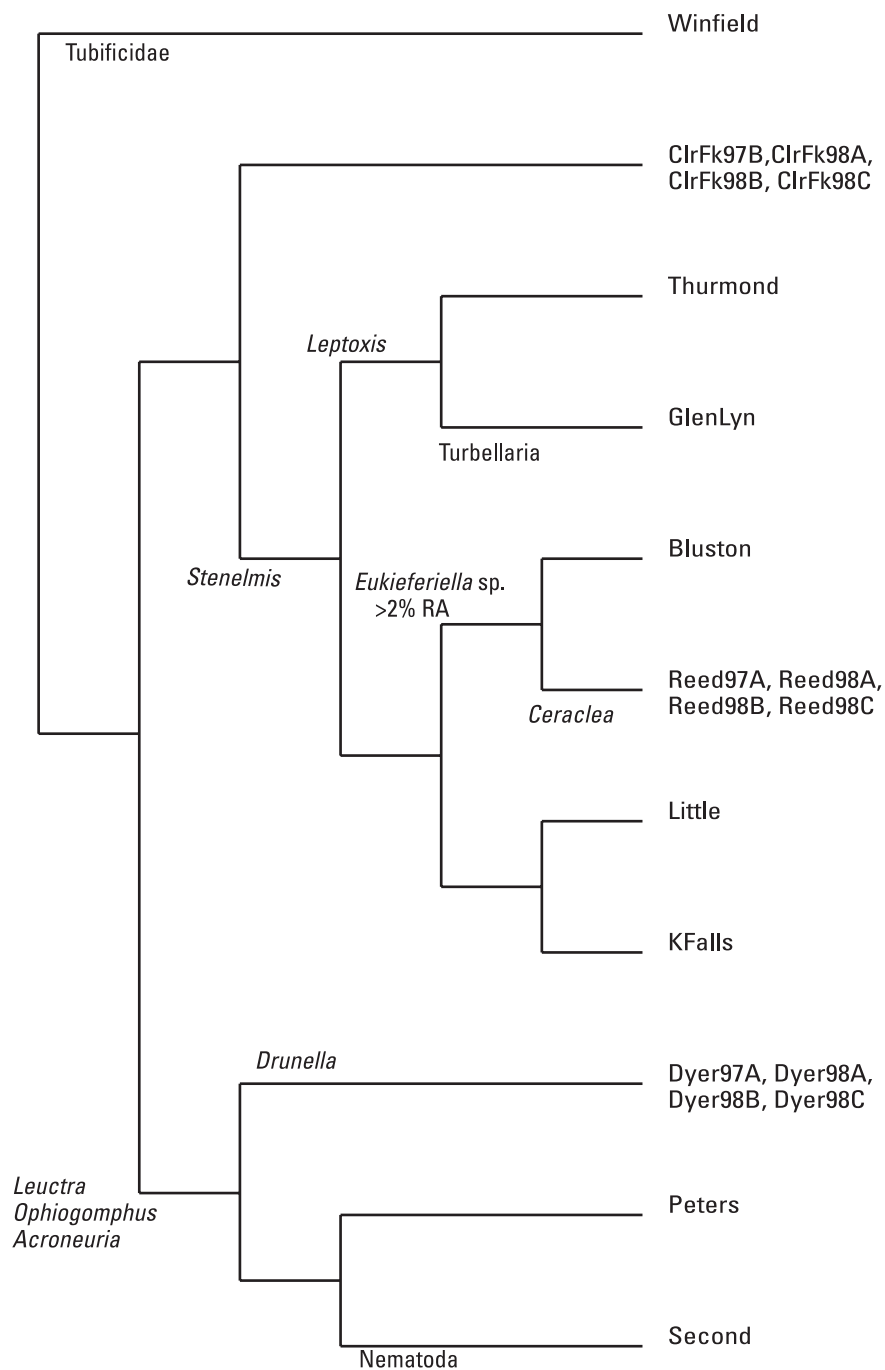 Winfield
Tubificidae
ClrFk97B,ClrFk98A,
ClrFk98B, ClrFk98C
Thurmond
Leptoxis
GlenLyn
Turbellaria
Bluston
Stenelmis
Eukieferiella sp.
>2% RA
Reed97A, Reed98A,
Reed98B, Reed98C
Ceraclea
Little
KFalls
Drunella
Dyer97A, Dyer98A,
Dyer98B, Dyer98C
Leuctra
Ophiogomphus
Acroneuria
Peters
Second
Nematoda